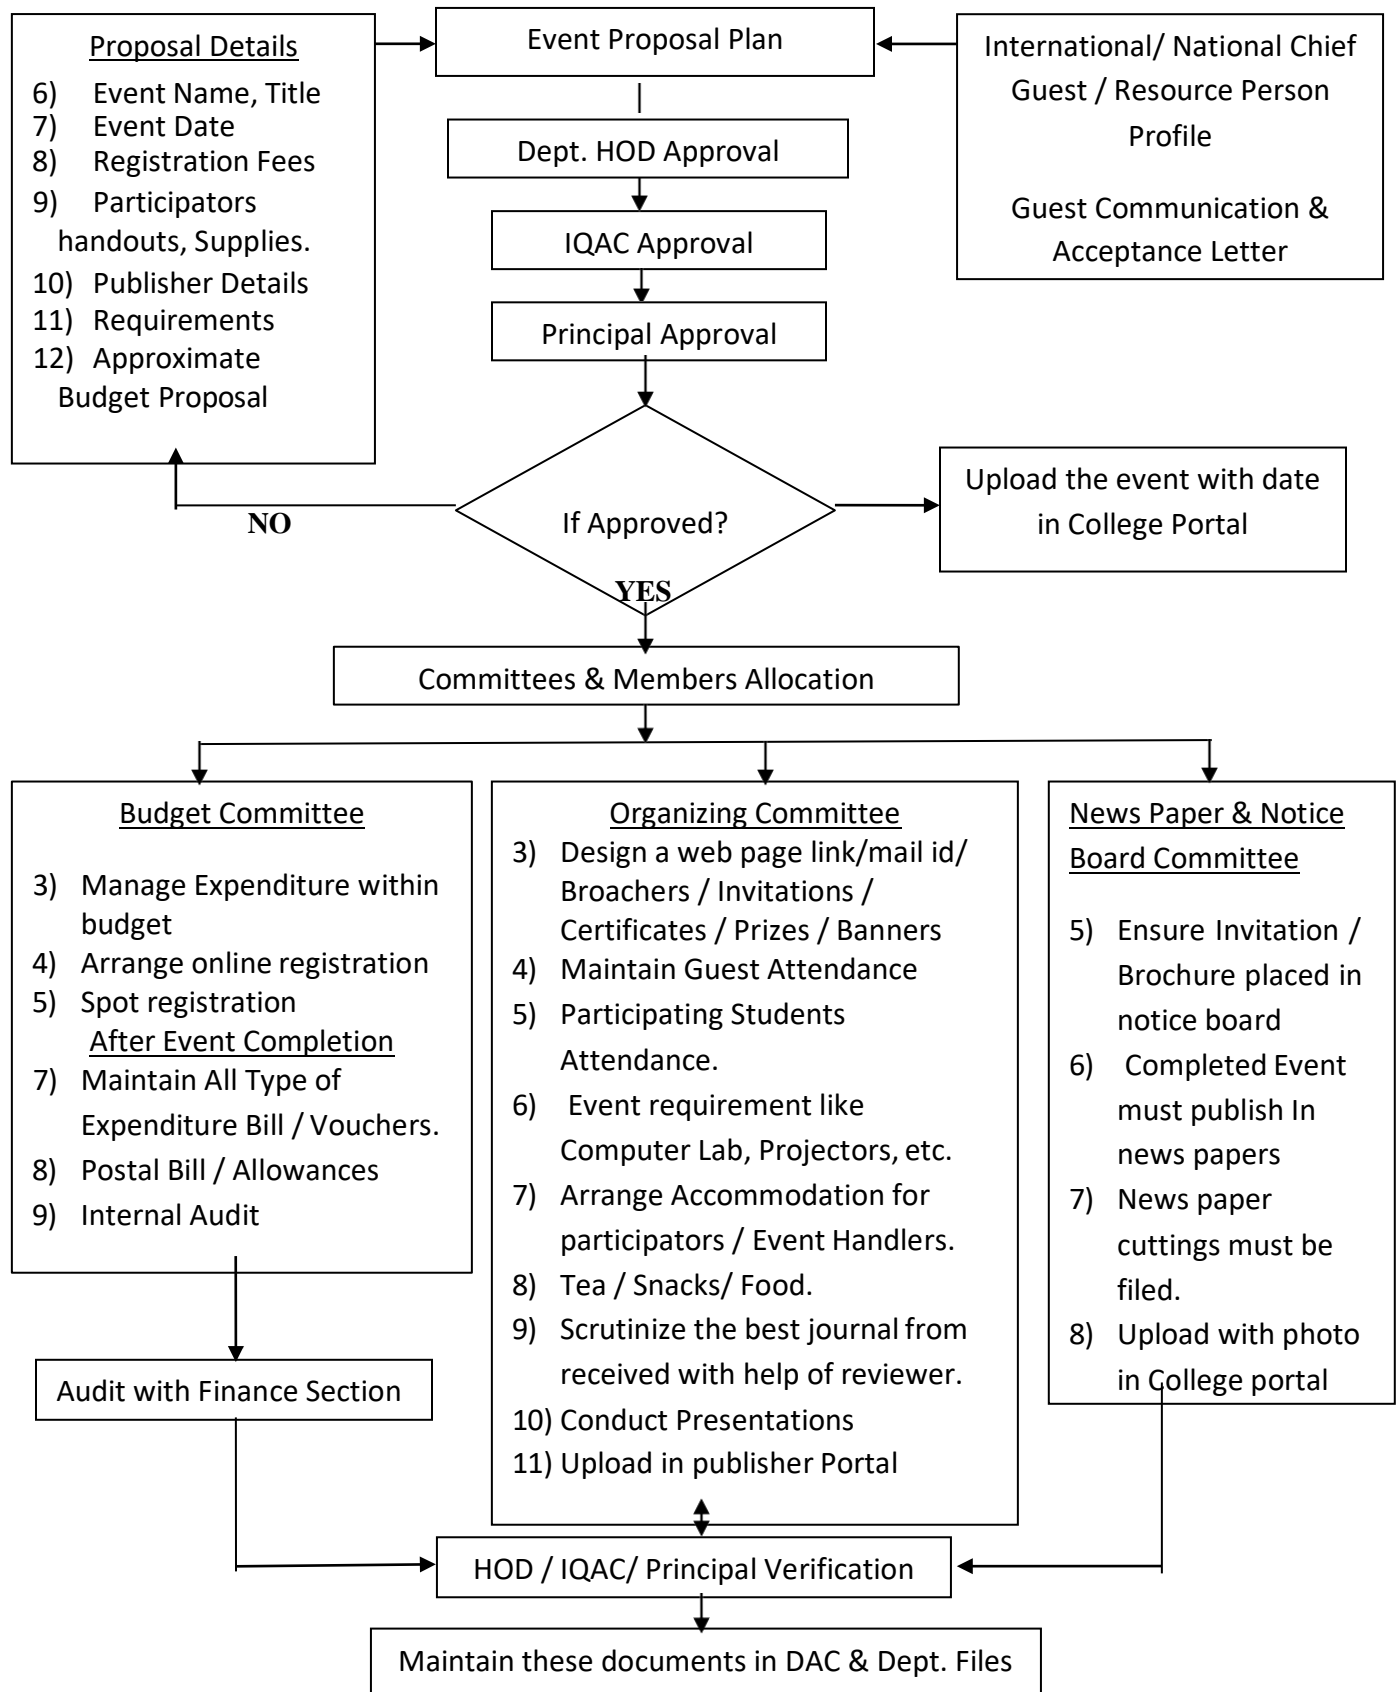 Proposal Details
6) Event Name, Title
7) Event Date
8) Registration Fees
9) Participators
handouts, Supplies.
10) Publisher Details
11) Requirements
12) Approximate
Budget Proposal
Event Proposal Plan
International/ National Chief
Guest / Resource Person
Profile
Guest Communication &
Acceptance Letter
Dept. HOD Approval
IQAC Approval
Principal Approval
If Approved?
NO
YES
Upload the event with date
in College Portal
Committees & Members Allocation
Budget Committee
3) Manage Expenditure within
budget
4) Arrange online registration
5) Spot registration
After Event Completion
7) Maintain All Type of
Expenditure Bill / Vouchers.
8) Postal Bill / Allowances
9) Internal Audit
Organizing Committee
3) Design a web page link/mail id/
Broachers / Invitations /
Certificates / Prizes / Banners
4) Maintain Guest Attendance
5) Participating Students
Attendance.
6) Event requirement like
Computer Lab, Projectors, etc.
7) Arrange Accommodation for
participators / Event Handlers.
8) Tea / Snacks/ Food.
9) Scrutinize the best journal from
received with help of reviewer.
10) Conduct Presentations
11) Upload in publisher Portal
News Paper & Notice
Board Committee
5) Ensure Invitation /
Brochure placed in
notice board
6) Completed Event
must publish In
news papers
7) News paper
cuttings must be
filed.
8) Upload with photo
in College portal
Audit with Finance Section
HOD / IQAC/ Principal Verification
Maintain these documents in DAC & Dept. Files